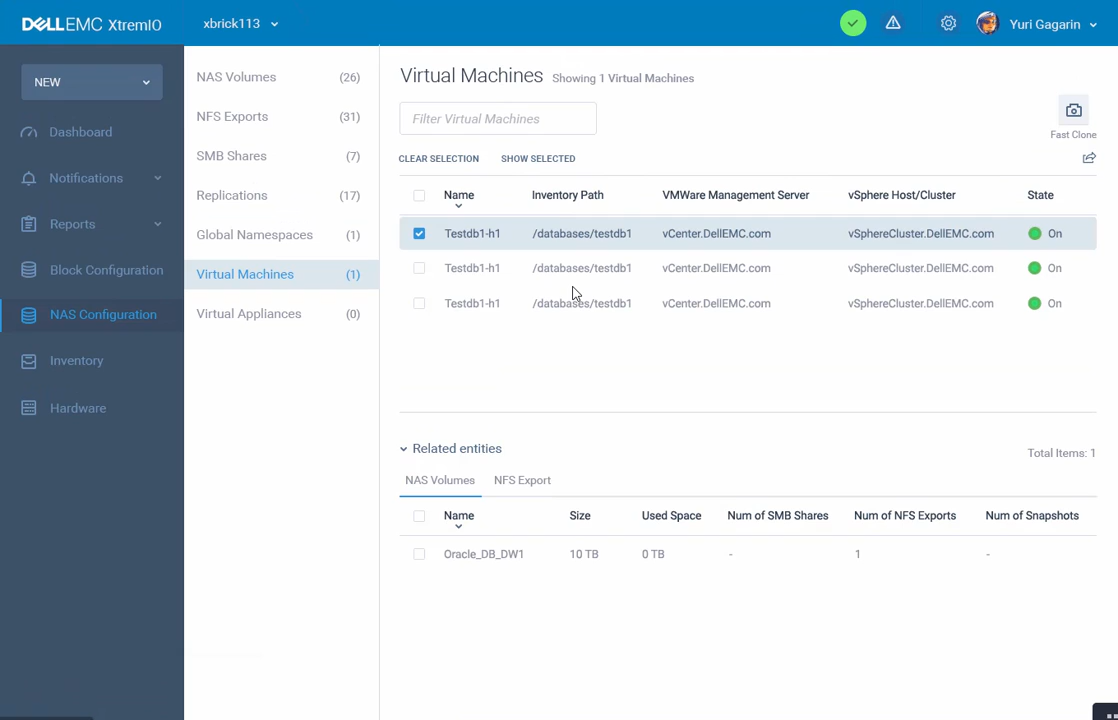 DELLEMC XtremIO
xbrick113
Yuri Gagarin
NEW
Dashboard
Notifications
Reports
Block Configuration
NAS Configuration
Inventory
Hardware
NAS Volumes (26)
NFS Exports (31)
SMB Shares (7)
Replications (17)
Global Namespaces (1)
Virtual Machines (1)
Virtual Appliances (0)
Virtual Machines Showing 1 Virtual Machines
Filter Virtual Machines
Fast Clone
CLEAR SELECTION SHOW SELECTED
Name Inventory Path VMWare Management Server vSphere Host/Cluster State
Testdb1-h1 /databases/testdb1 vCenter.DellEMC.com vSphereCluster.DellEMC.com On
Testdb1-h1 /databases/testdb1 vCenter.DellEMC.com vSphereCluster.DellEMC.com On
Testdb1-h1 /databases/testdb1 vCenter.DellEMC.com vSphereCluster.DellEMC.com On
Related entities
Total Items: 1
NAS Volumes NFS Export
Name Size Used Space Num of SMB Shares Num of NFS Exports Num of Snapshots
Oracle_DB_DW1 10 TB 0 TB - 1 -